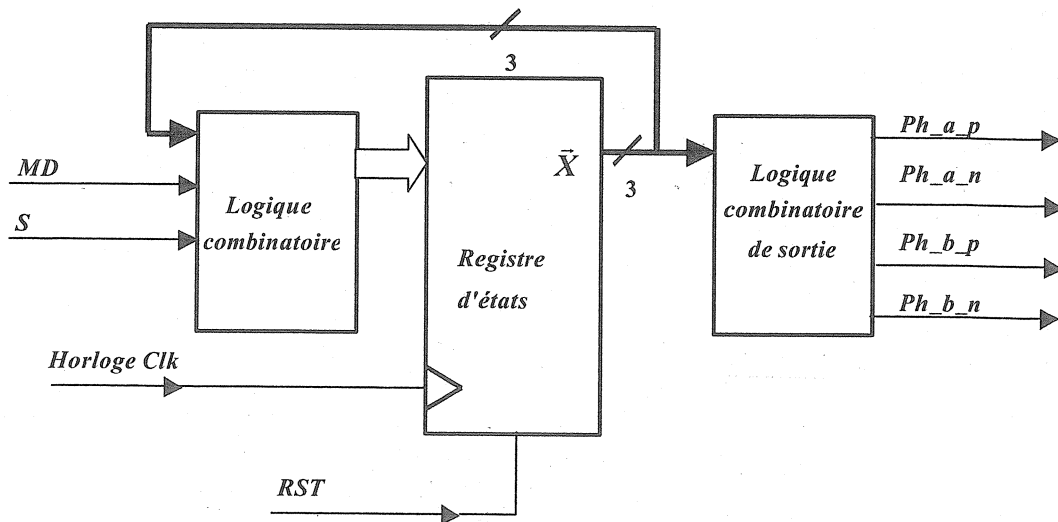 3
MD
S
Logique
combinatoire
X
3
Registre
d'états
Logique
combinatoire
de sortie
Ph_a_p
Ph_a_n
Ph_b_p
Ph_b_n
Horloge Clk
RST